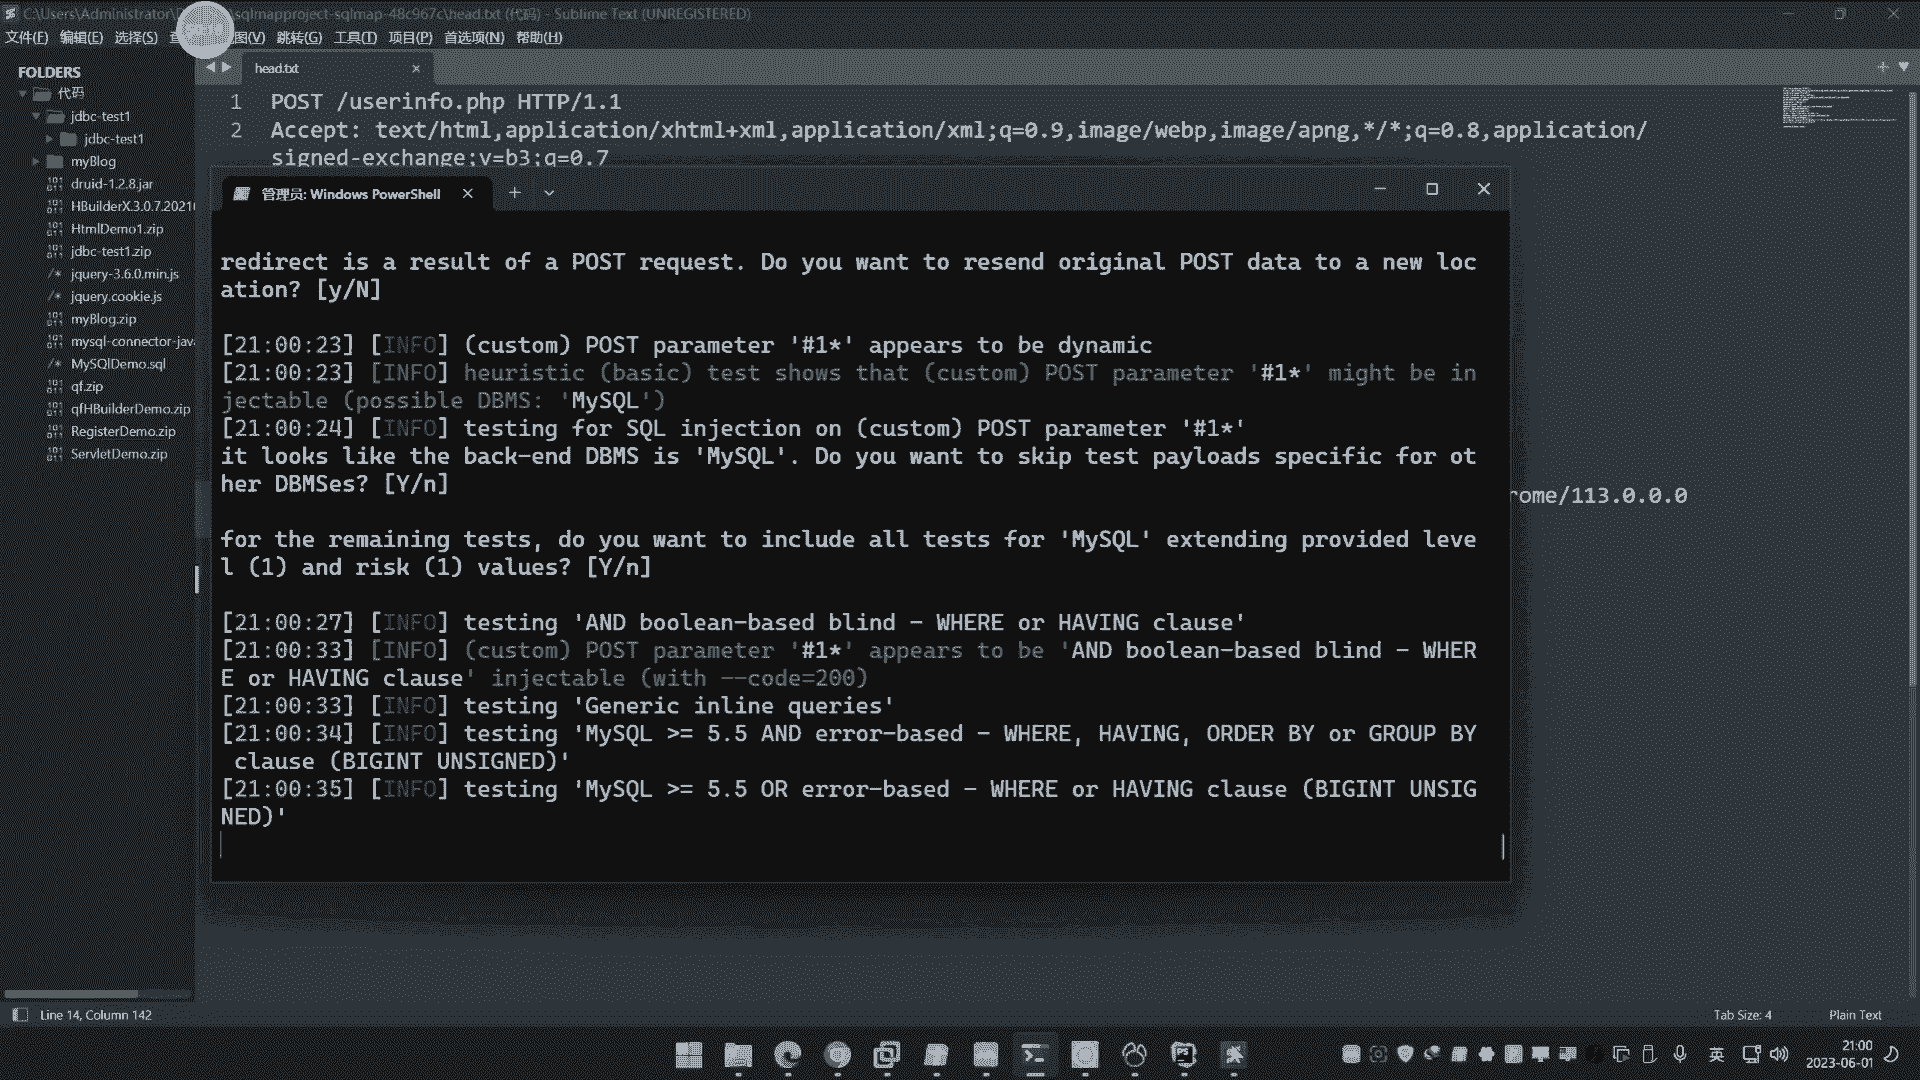 C:\Users\Administrator\
\sqlmapproject-sqlmap-48c967c\head.txt (代码) - Sublime Text (UNREGISTERED)
文件(F) 编辑(E) 选择(S) 图(V) 跳转(G) 工具(T) 项目(P) 首选项(N) 帮助(H)
FOLDERS
代码
jdbc-test1
jdbc-test1
myBlog
druid-1.2.8.jar
HBuilderX.3.0.7.2021
HtmlDemo1.zip
jdbc-test1.zip
jquery-3.6.0.min.js
jquery.cookie.js
myBlog.zip
mysql-connector-java
MySQlDemo.sql
qf.zip
qfHBuilderDemo.zip
RegisterDemo.zip
ServletDemo.zip
head.txt
1 POST /userinfo.php HTTP/1.1
2 Accept: text/html,application/xhtml+xml,application/xml;q=0.9,image/webp,image/apng,*/*;q=0.8,application/
signed-exchange;v=b3;q=0.7
管理员: Windows PowerShell
redirect is a result of a POST request. Do you want to resend original POST data to a new loc
ation? [y/N]
[21:00:23] [INFO] (custom) POST parameter '#1*' appears to be dynamic
[21:00:23] [INFO] heuristic (basic) test shows that (custom) POST parameter '#1*' might be in
jectable (possible DBMS: 'MySQL')
[21:00:24] [INFO] testing for SQL injection on (custom) POST parameter '#1*'
it looks like the back-end DBMS is 'MySQL'. Do you want to skip test payloads specific for ot
her DBMSes? [Y/n]
for the remaining tests, do you want to include all tests for 'MySQL' extending provided leve
l (1) and risk (1) values? [Y/n]
[21:00:27] [INFO] testing 'AND boolean-based blind - WHERE or HAVING clause'
[21:00:33] [INFO] (custom) POST parameter '#1*' appears to be 'AND boolean-based blind - WHER
E or HAVING clause' injectable (with --code=200)
[21:00:33] [INFO] testing 'Generic inline queries'
[21:00:34] [INFO] testing 'MySQL >= 5.5 AND error-based - WHERE, HAVING, ORDER BY or GROUP BY
clause (BIGINT UNSIGNED)'
[21:00:35] [INFO] testing 'MySQL >= 5.5 OR error-based - WHERE or HAVING clause (BIGINT UNSIG
NED)'
rome/113.0.0.0
Line 14, Column 142
Tab Size: 4
Plain Text
英
21:00
2023-06-01